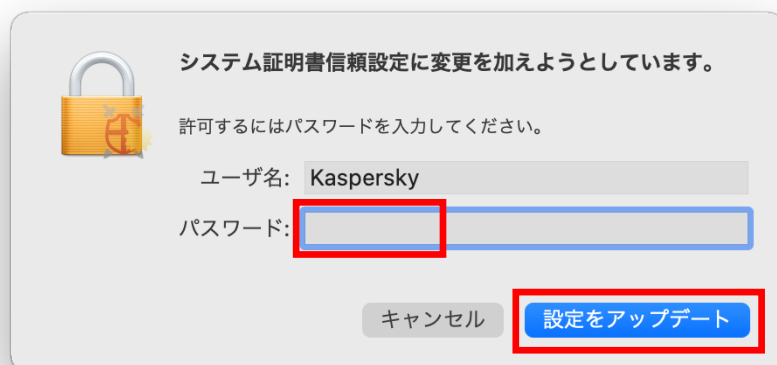 システム証明書信頼設定に変更を加えようとしています。
許可するにはパスワードを入力してください。
ユーザ名: Kaspersky
パスワード:
キャンセル 設定をアップデート